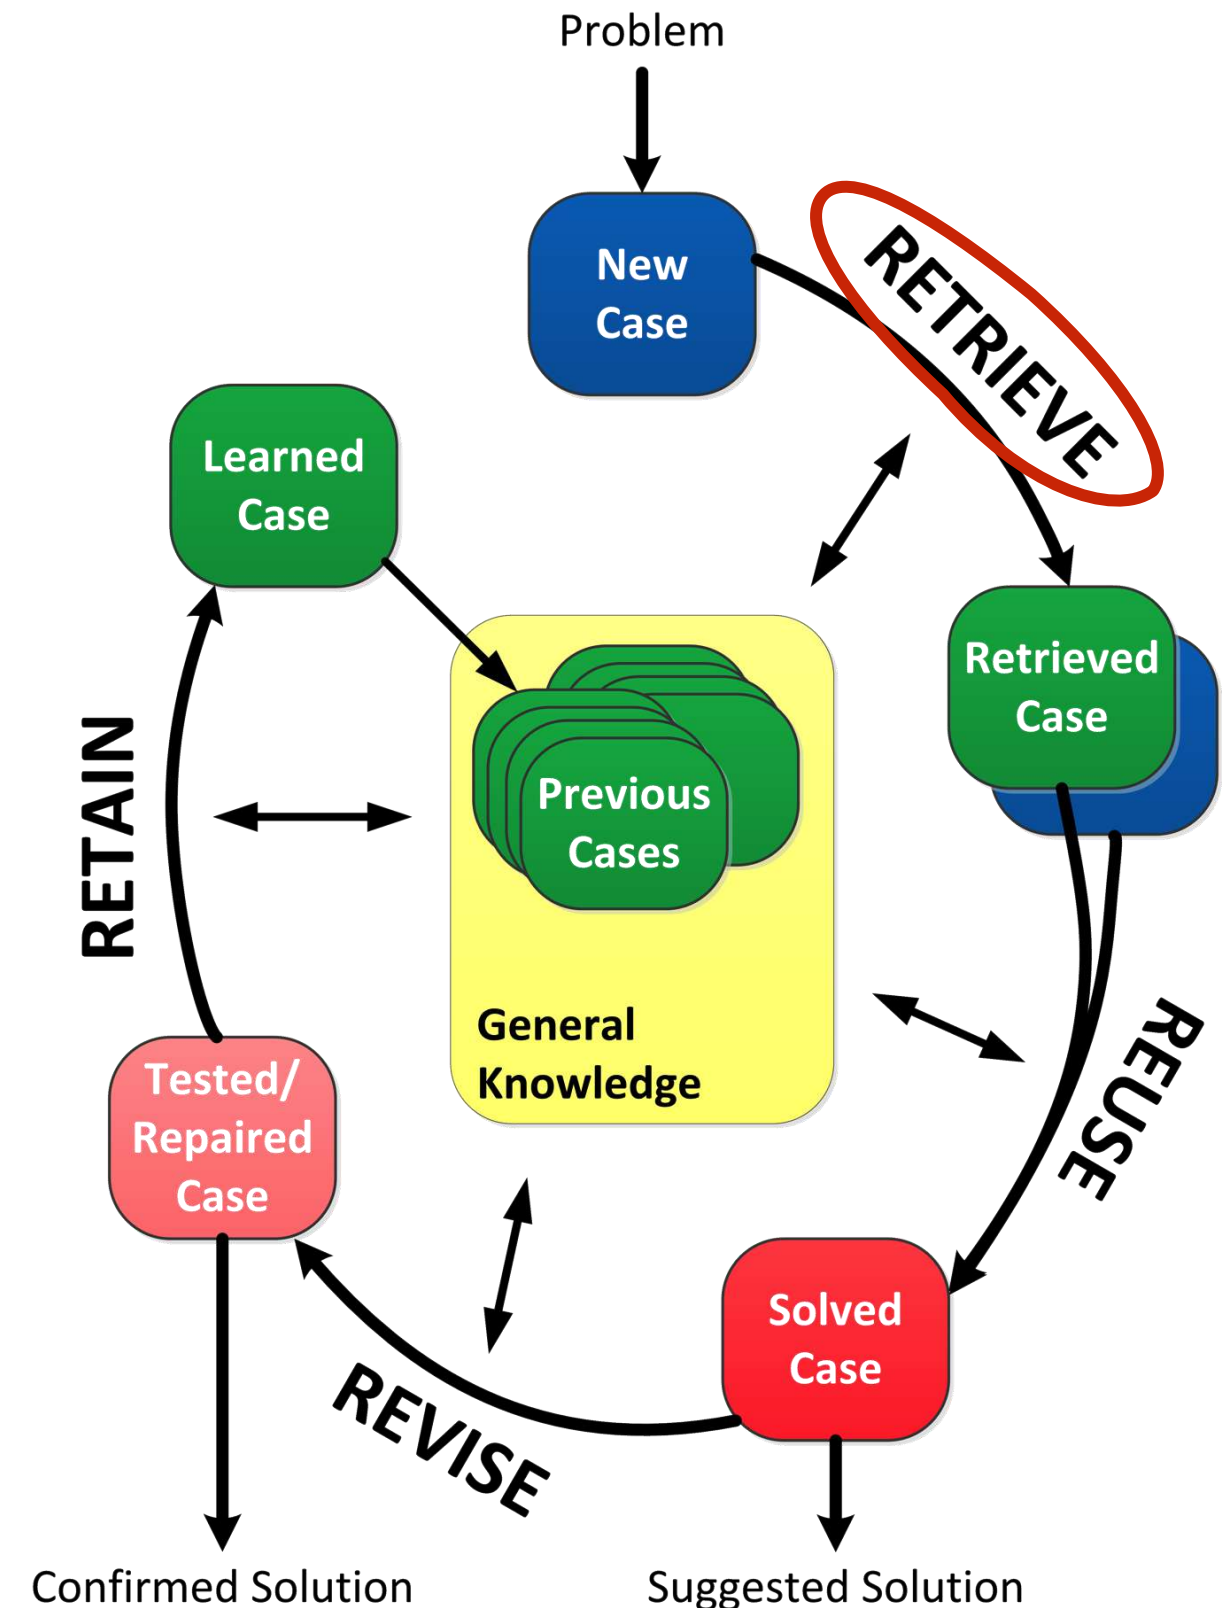 Problem
New
Case
RETRIEVE
Learned
Case
Retrieved
Case
RETAIN
Previous
Cases
General
Knowledge
REUSE
Tested/
Repaired
Case
Solved
Case
REVISE
Confirmed Solution
Suggested Solution